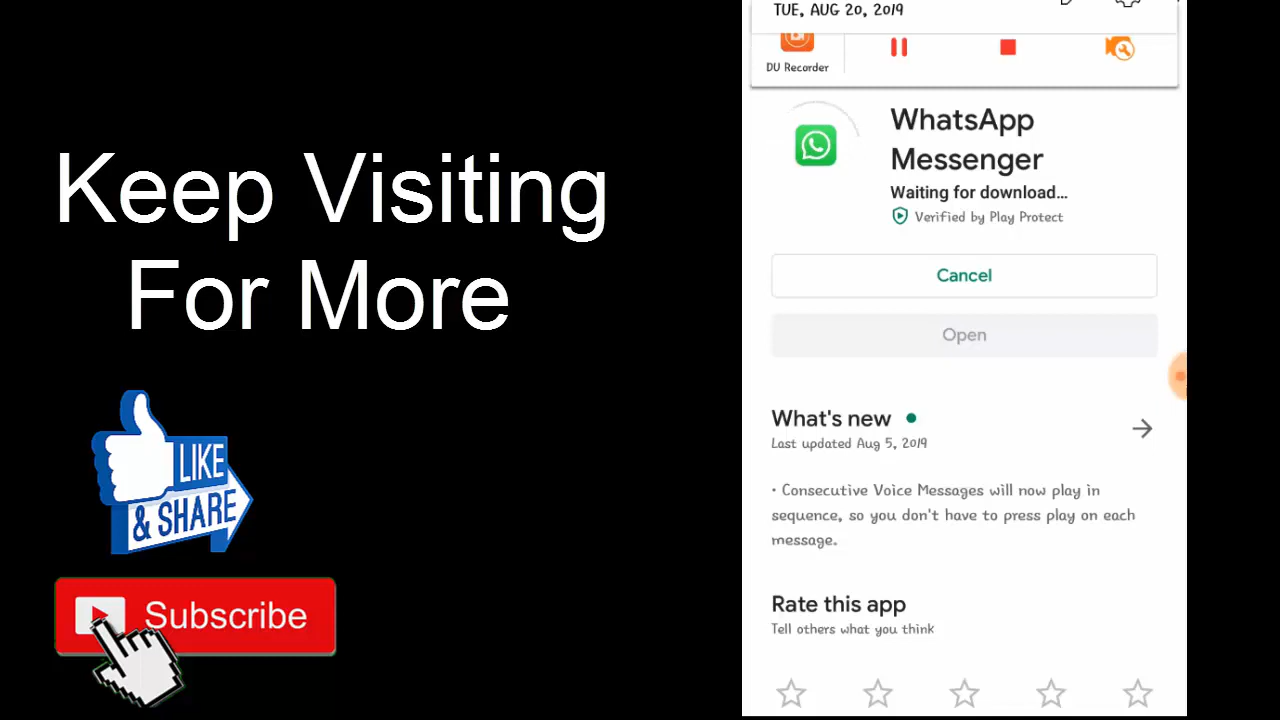 Keep Visiting
For More
LIKE
& SHARE
Subscribe
TUE, AUG 20, 2019
DU Recorder
WhatsApp
Messenger
Waiting for download...
Verified by Play Protect
Cancel
Open
What's new
Last updated Aug 5, 2019
• Consecutive Voice Messages will now play in
sequence, so you don't have to press play on each
message.
Rate this app
Tell others what you think